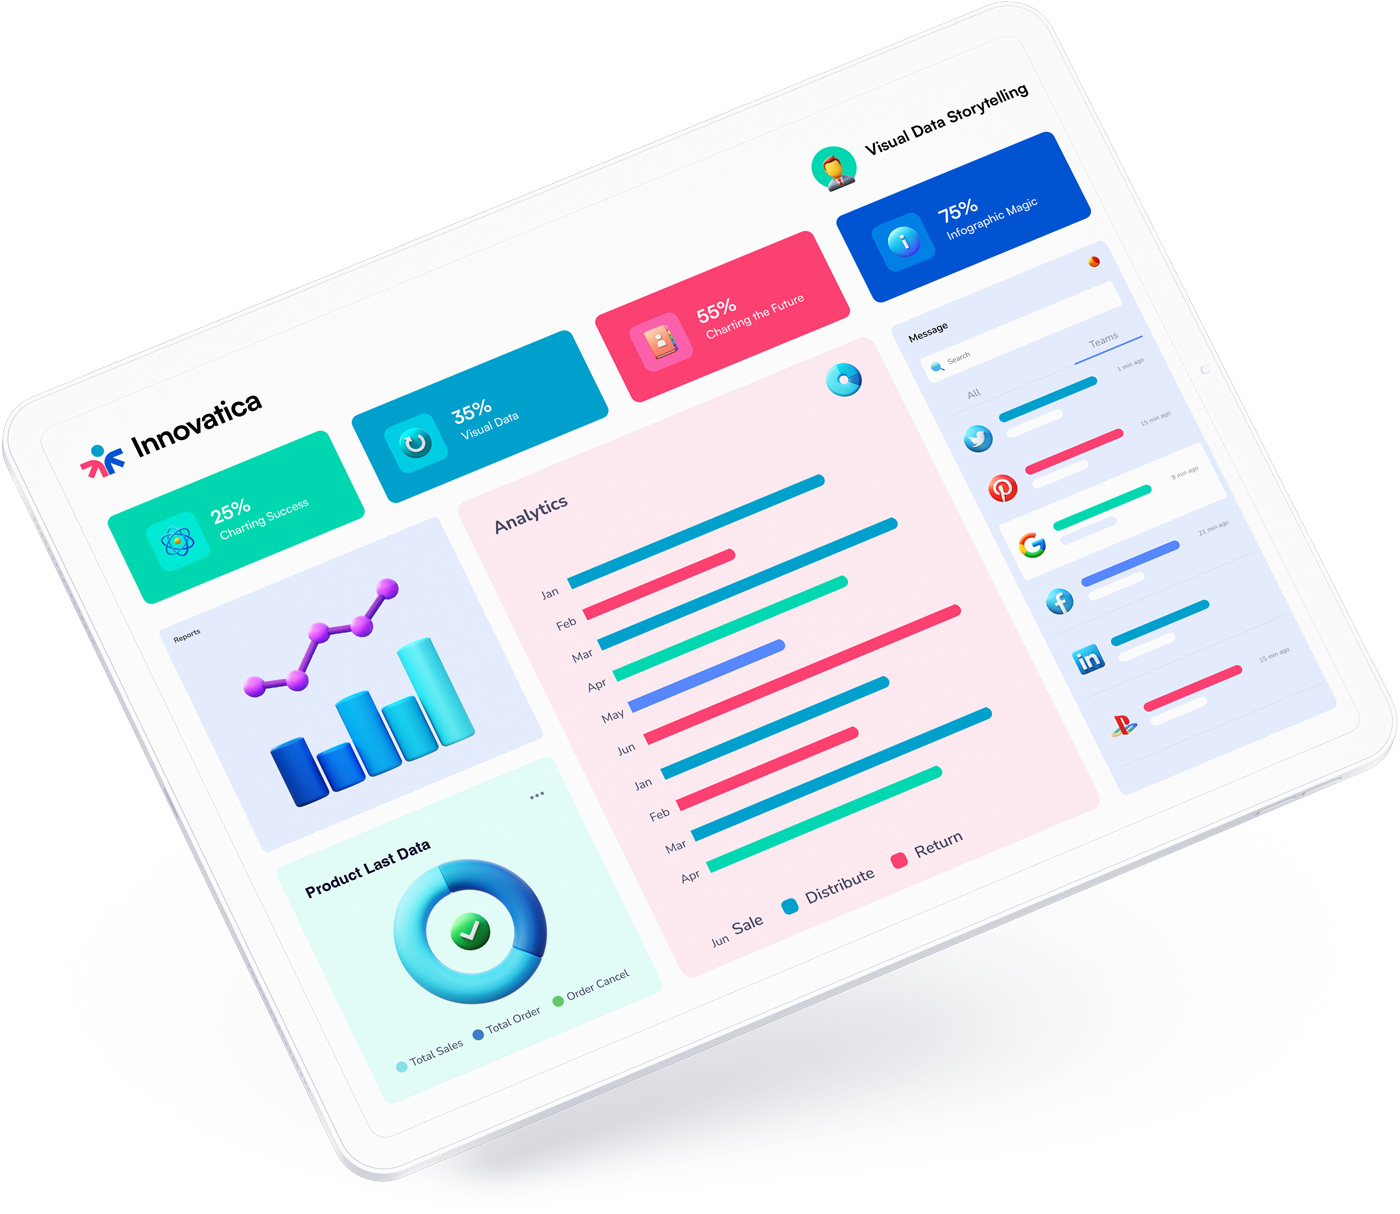 Innovatica
Visual Data Storytelling
25%
Charting Success
35%
Visual Data
55%
Charting the Future
75%
Infographic Magic
Reports
Product Last Data
Total Sales
Total Order
Order Cancel
Analytics
Jan
Feb
Mar
Apr
May
Jun
Jan
Feb
Mar
Apr
Jun
Sale
Distribute
Return
Message
Search
All
Teams
1 min ago
15 min ago
9 min ago
21 min ago
in
15 min ago